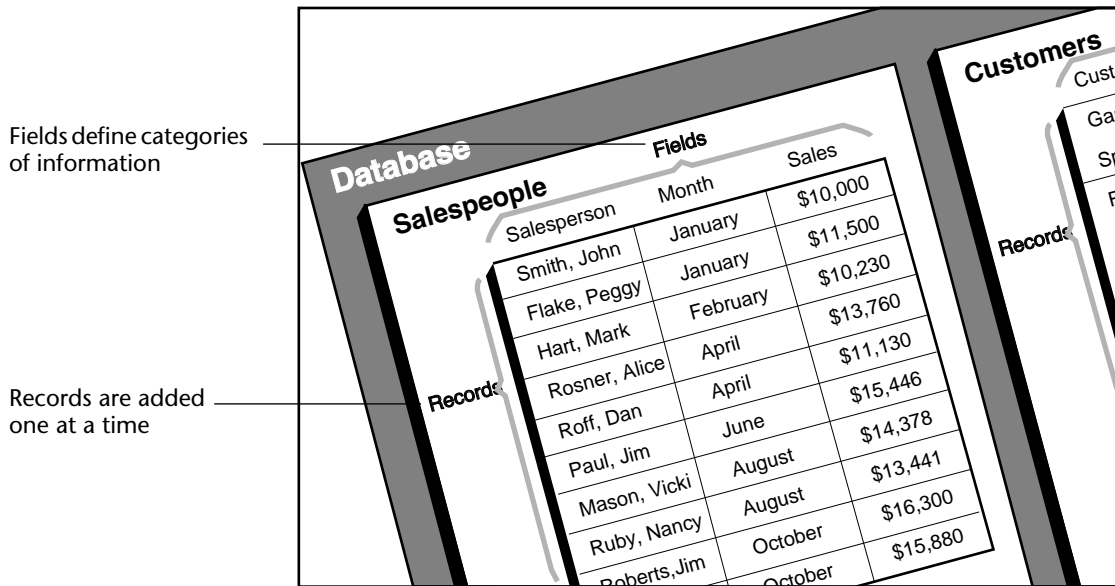 Fields define categories
of information
Records are added
one at a time
Database
Salespeople
Fields
Salesperson Month Sales
Records
Smith, John January $10,000
Flake, Peggy January $11,500
Hart, Mark February $10,230
Rosner, Alice April $13,760
Roff, Dan April $11,130
Paul, Jim June $15,446
Mason, Vicki August $14,378
Ruby, Nancy August $13,441
Roberts,Jim October $16,300
October $15,880
Customers
Cust
Records
Ga